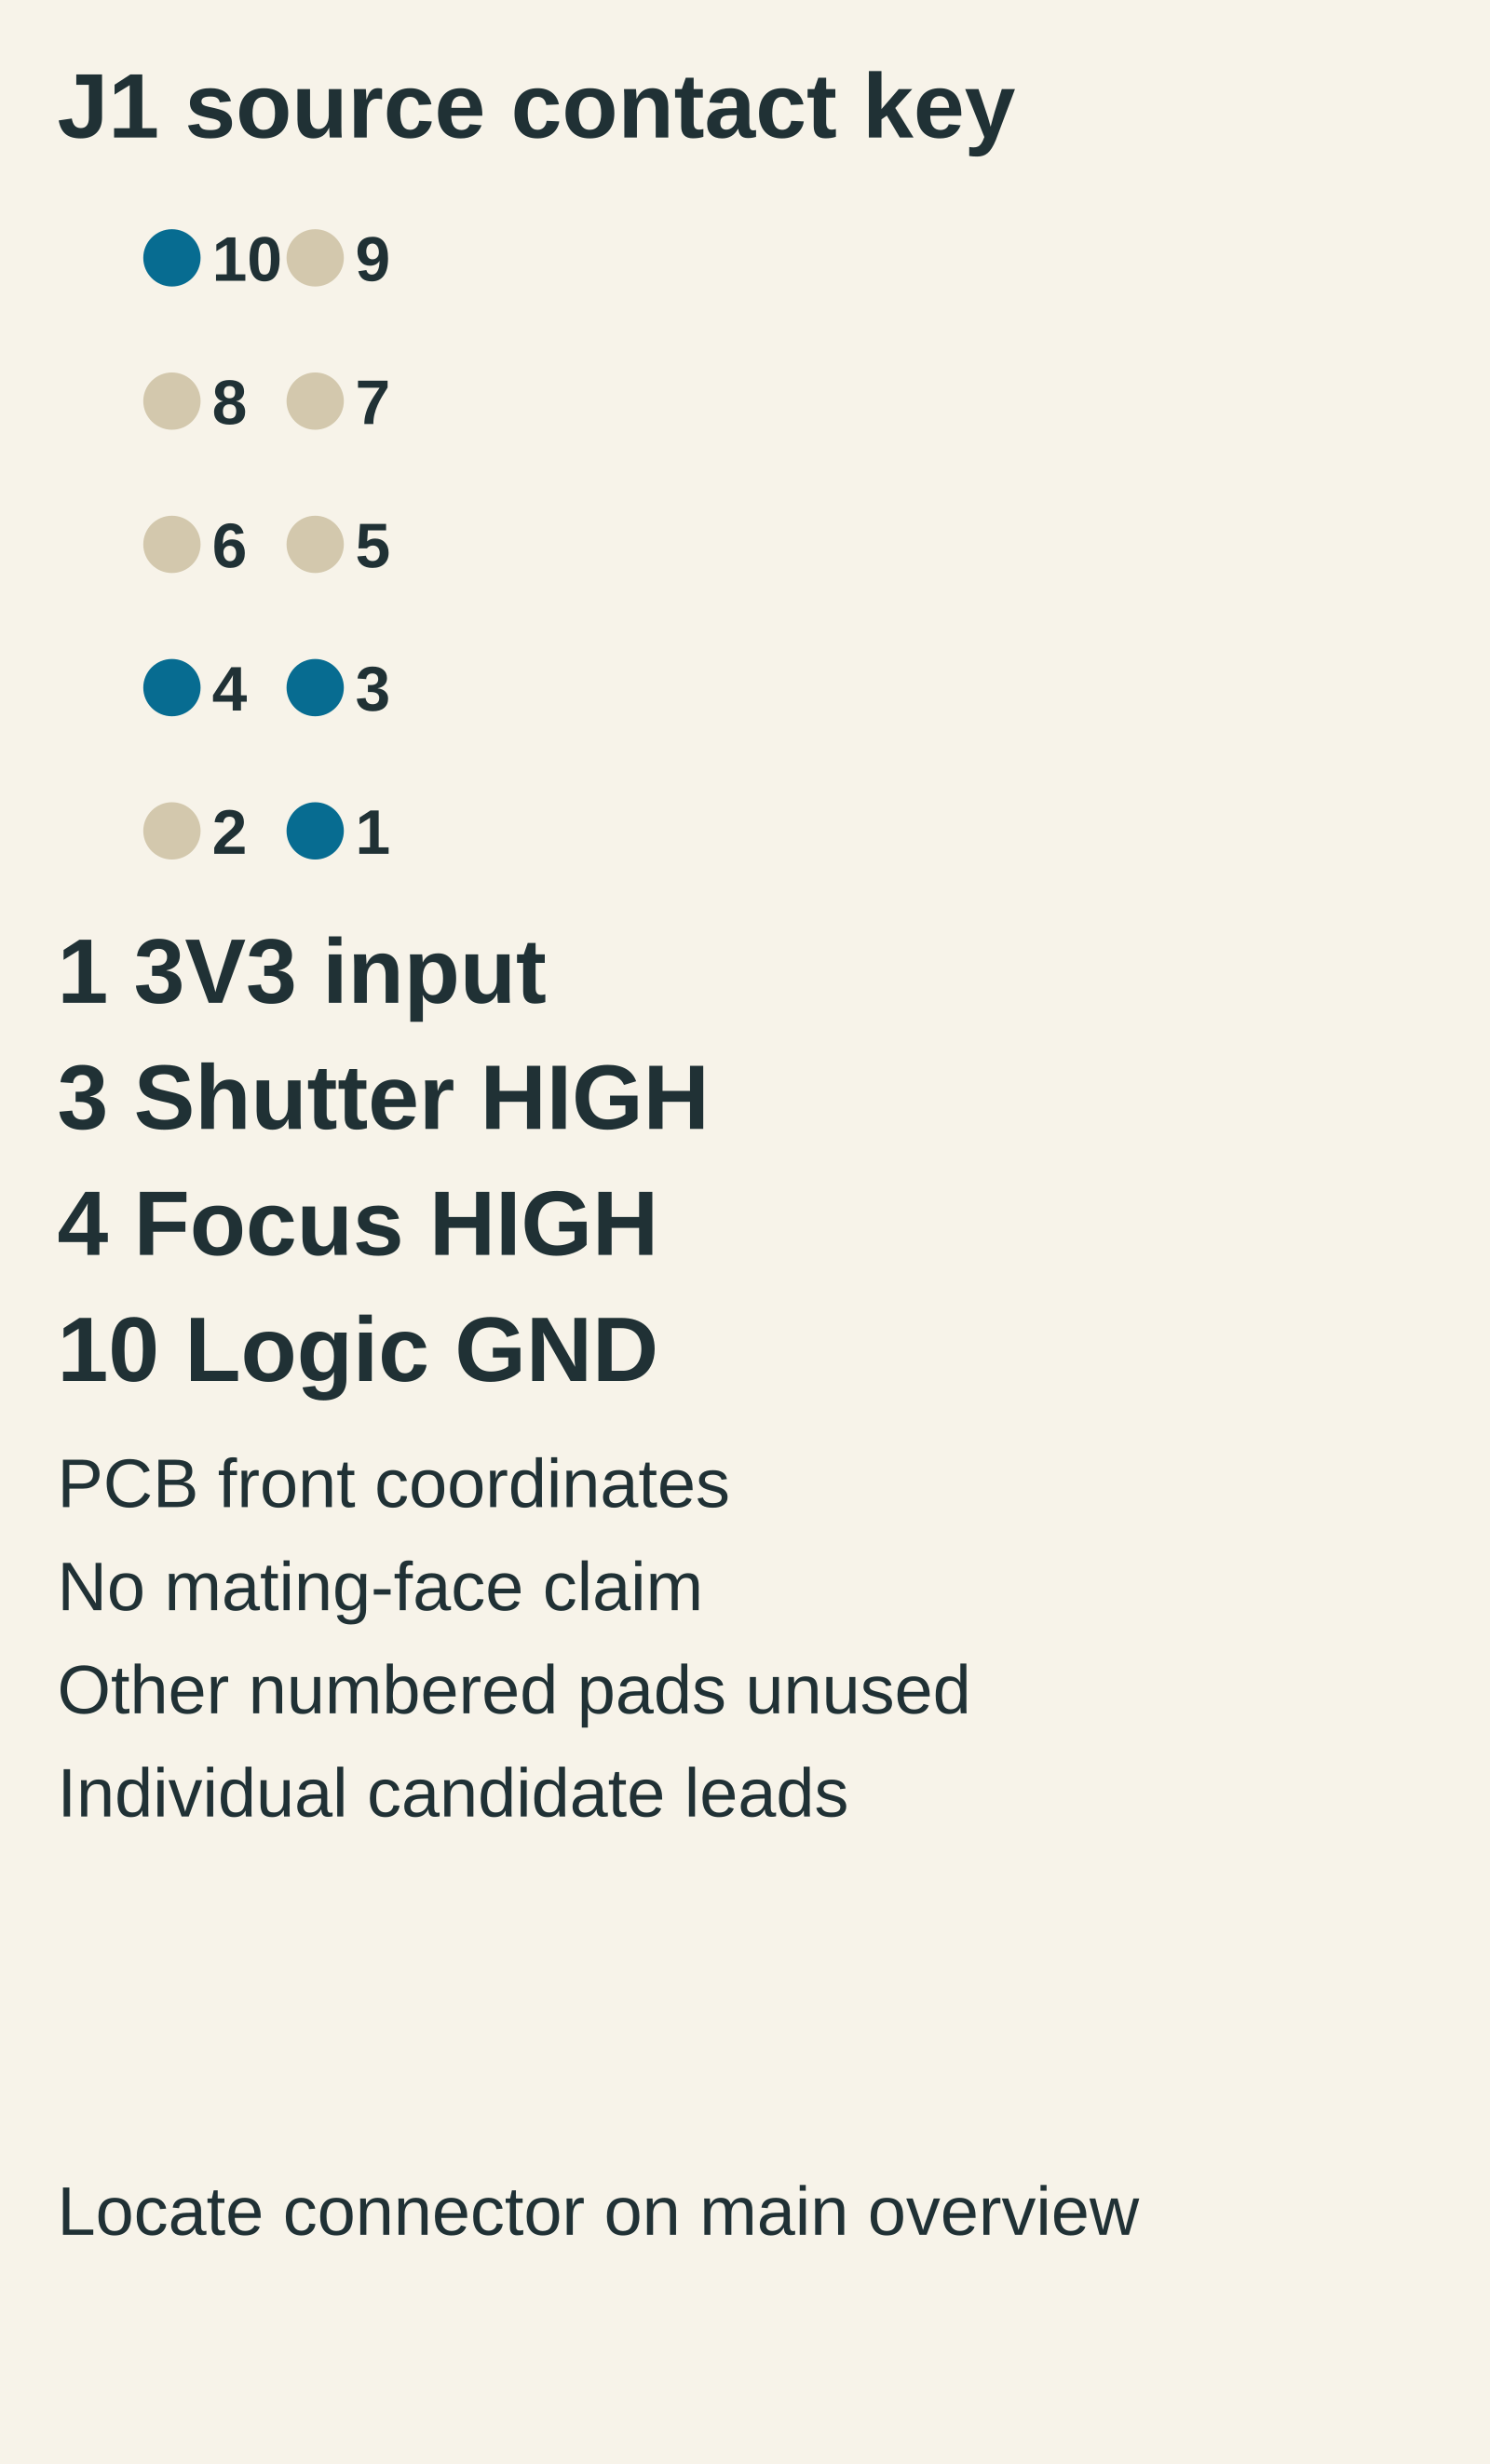 J1 source contact key
10 9
8 7
6 5
4 3
2 1
1 3V3 input
3 Shutter HIGH
4 Focus HIGH
10 Logic GND
PCB front coordinates
No mating-face claim
Other numbered pads unused
Individual candidate leads
Locate connector on main overview